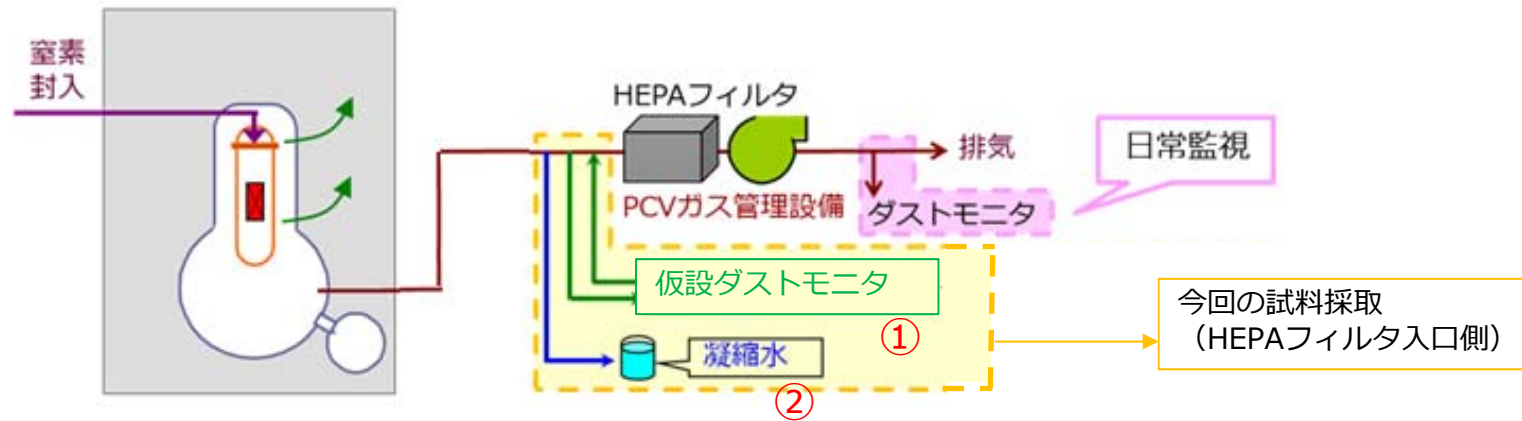 窒素
封入
HEPAフィルタ
排気
日常監視
PCVガス管理設備
ダストモニタ
仮設ダストモニタ
①
凝縮水
②
今回の試料採取
（HEPAフィルタ入口側）